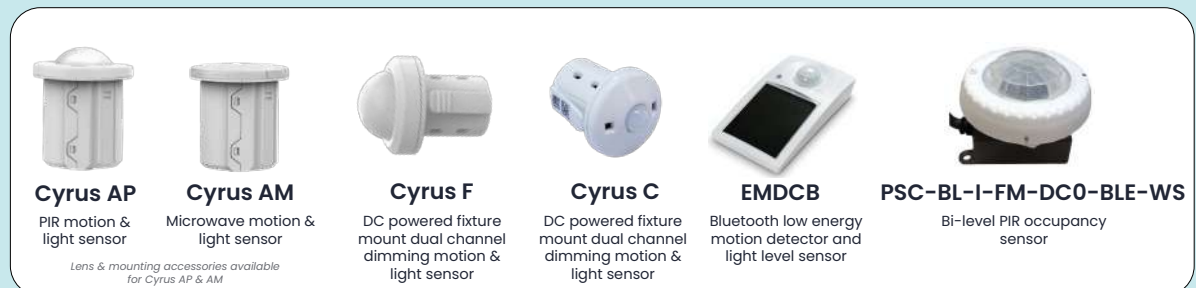 Cyrus AP
PIR motion &
light sensor
Cyrus AM
Microwave motion &
light sensor
Lens & mounting accessories available
for Cyrus AP & AM
Cyrus F
DC powered fixture
mount dual channel
dimming motion &
light sensor
Cyrus C
DC powered fixture
mount dual channel
dimming motion &
light sensor
EMDCB
Bluetooth low energy
motion detector and
light level sensor
PSC-BL-I-FM-DC0-BLE-WS
Bi-level PIR occupancy
sensor